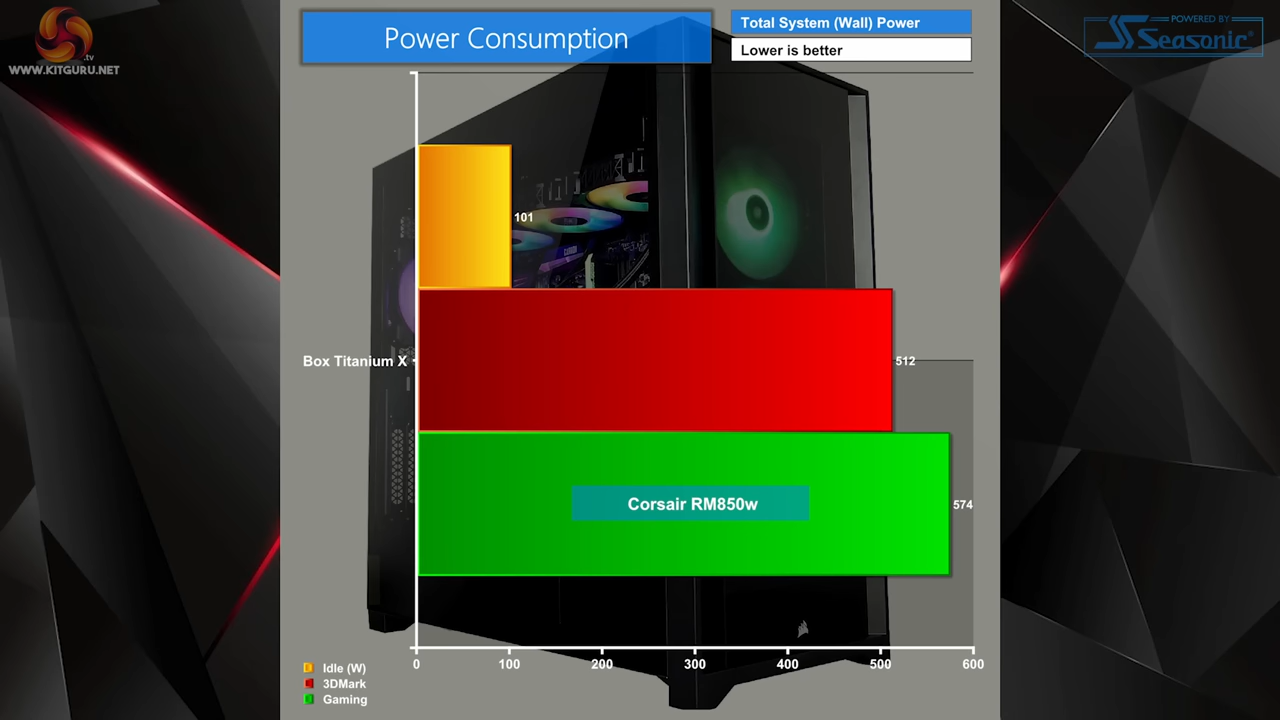 .tv
WWW.KITGURU.NET
Power Consumption
Total System (Wall) Power
Lower is better
POWERED BY
Seasonic®
101
Box Titanium X
512
Corsair RM850w
574
0 100 200 300 400 500 600
Idle (W)
3DMark
Gaming